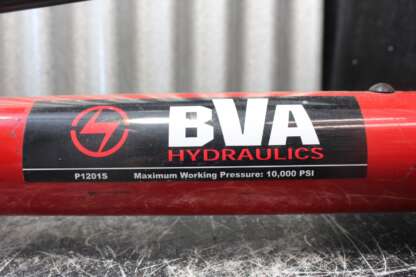 BVA
HYDRAULICS
P1201S Maximum Working Pressure: 10,000 PSI